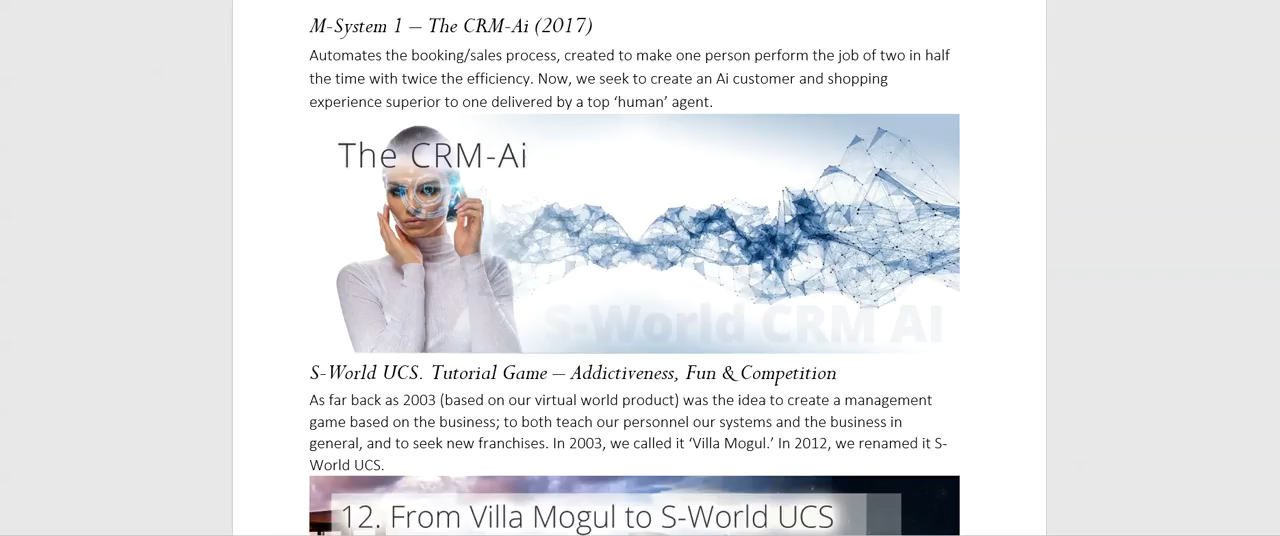 M-System 1 – The CRM-Ai (2017)
Automates the booking/sales process, created to make one person perform the job of two in half
the time with twice the efficiency. Now, we seek to create an Ai customer and shopping
experience superior to one delivered by a top ‘human’ agent.
The CRM-Ai
S-World CRM AI
S-World UCS. Tutorial Game – Addictiveness, Fun & Competition
As far back as 2003 (based on our virtual world product) was the idea to create a management
game based on the business; to both teach our personnel our systems and the business in
general, and to seek new franchises. In 2003, we called it ‘Villa Mogul.’ In 2012, we renamed it S-
World UCS.
12. From Villa Mogul to S-World UCS